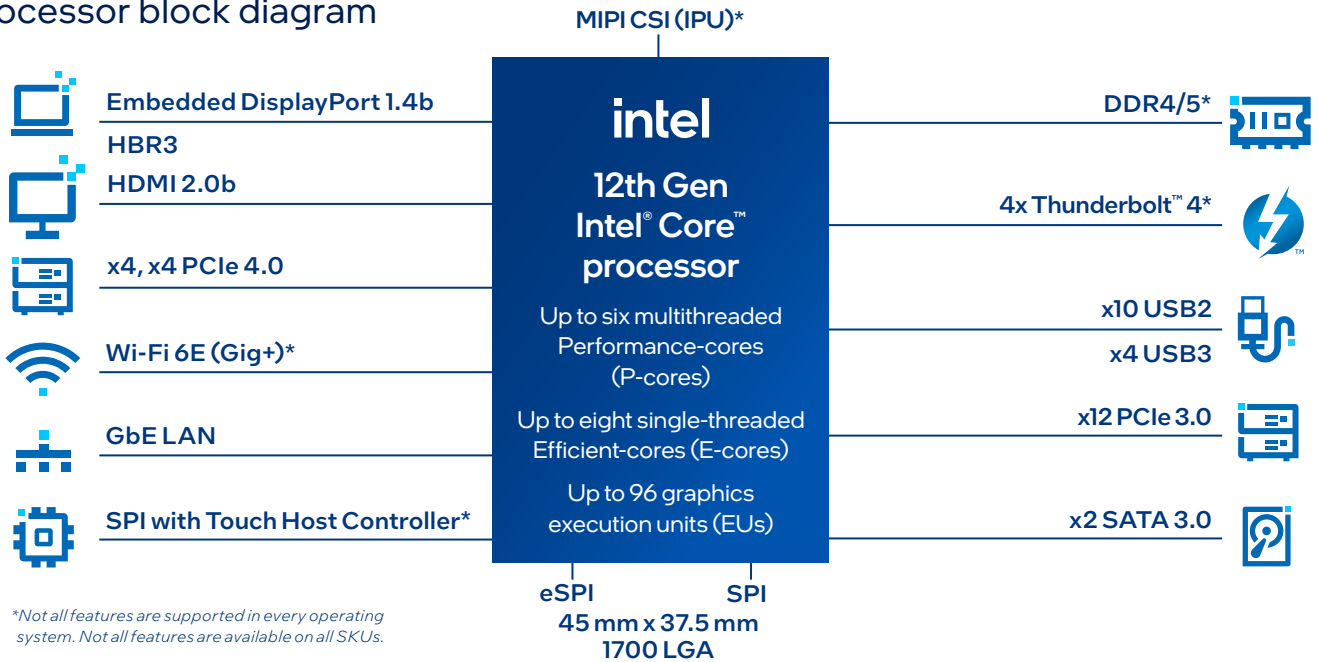 ocessor block diagram
MIPI CSI (IPU)*
Embedded DisplayPort 1.4b
HBR3
HDMI 2.0b
x4, x4 PCIe 4.0
Wi-Fi 6E (Gig+)*
GbE LAN
SPI with Touch Host Controller*
intel
12th Gen
Intel® Core™
processor
Up to six multithreaded
Performance-cores
(P-cores)
Up to eight single-threaded
Efficient-cores (E-cores)
Up to 96 graphics
execution units (EUs)
DDR4/5*
4x Thunderbolt™ 4*
TM
x10 USB2
x4 USB3
x12 PCIe 3.0
x2 SATA 3.0
eSPI
SPI
45 mm x 37.5 mm
1700 LGA
*Not all features are supported in every operating
system. Not all features are available on all SKUs.